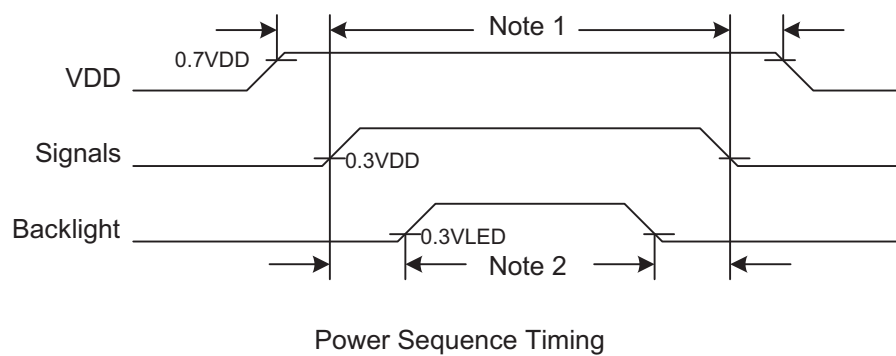 Note 1
0.7VDD
VDD
Signals
0.3VDD
Backlight
0.3VLED
Note 2
Power Sequence Timing